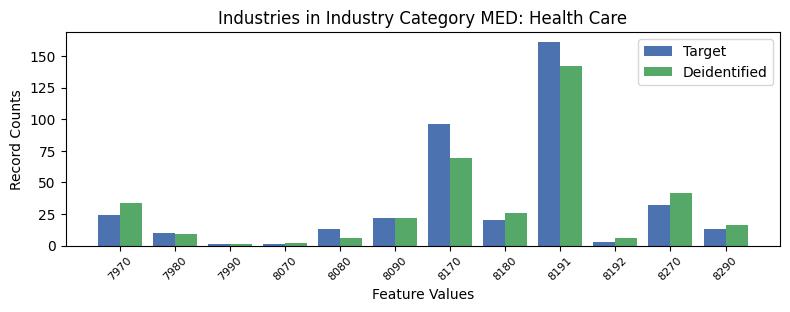 Industries in Industry Category MED: Health Care
Target
Deidentified
Record Counts
150
125
100
75
50
25
0
7970 7980 7990 8070 8080 8090 8170 8180 8191 8192 8270 8290
Feature Values